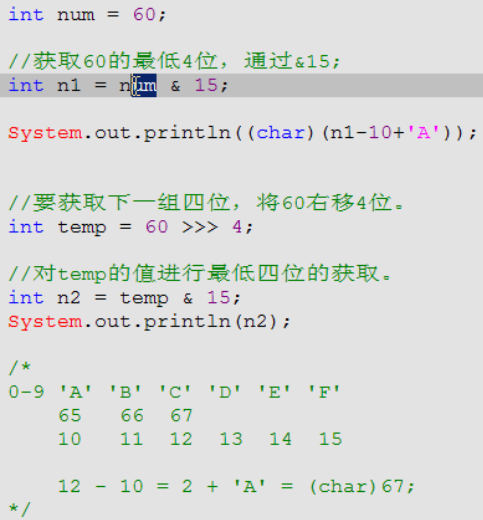 int num = 60;
//获取60的最低4位，通过&15;
int n1 = num & 15;
System.out.println((char)(n1-10+'A'));
//要获取下一组四位，将60右移4位。
int temp = 60 >>> 4;
//对temp的值进行最低四位的获取。
int n2 = temp & 15;
System.out.println(n2);
/*
0-9 'A' 'B' 'C' 'D' 'E' 'F'
65 66 67
10 11 12 13 14 15
12 - 10 = 2 + 'A' = (char)67;
*/